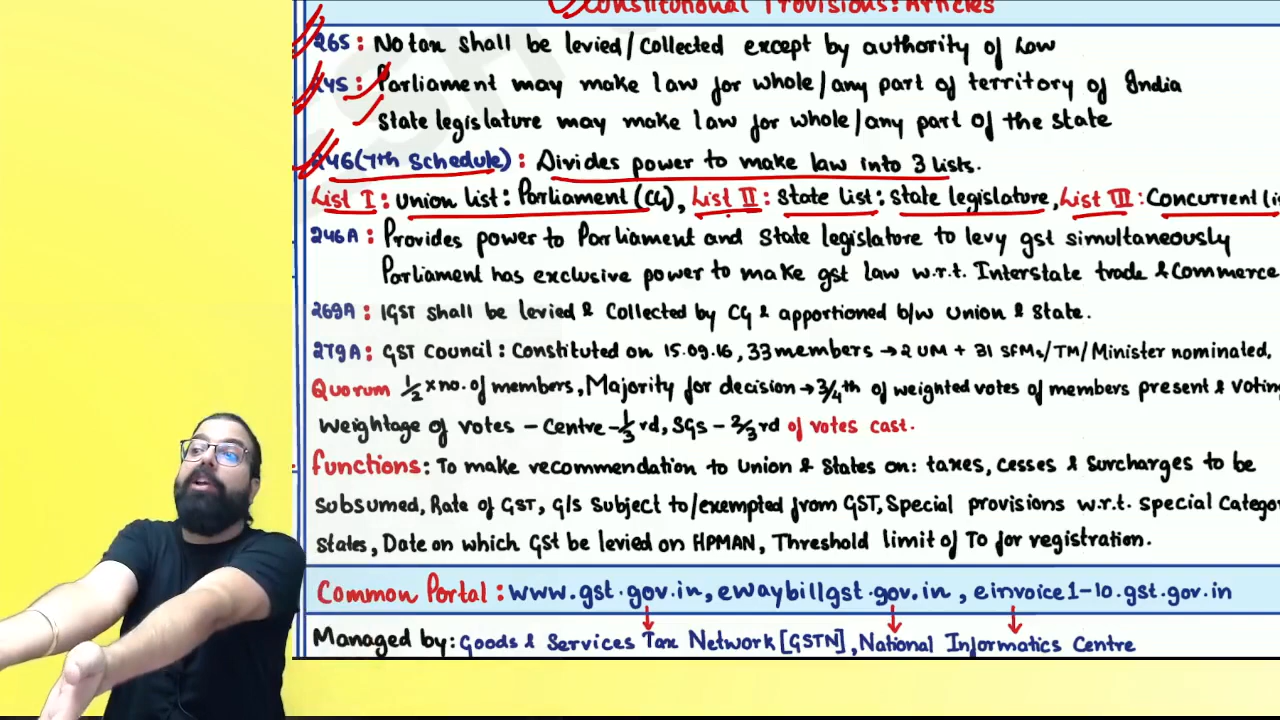 Constitutional Provisions: Articles
265: No tax shall be levied/Collected except by authority of Law
245: Parliament may make law for whole/any part of territory of India
State legislature may make law for whole/any part of the state
246(7th Schedule): Divides power to make law into 3 lists.
List I: Union list: Parliament (CG), List II: State list: State legislature, List III: Concurrent
246A: Provides power to Parliament and State legislature to levy gst simultaneously
Parliament has exclusive power to make gst law w.r.t. Interstate trade & Commerce
269A: IGST shall be levied & Collected by CG & apportioned b/w Union & State.
279A: GST Council: Constituted on 15.09.16, 33 members → 2 UM + 31 SFMs/TM/Minister nominated,
Quorum 1/2 x no. of members, Majority for decision → 3/4th of weighted votes of members present & Voting
Weightage of votes - Centre - 1/3rd, SGs - 2/3rd of votes cast.
Functions: To make recommendation to Union & States on: taxes, Cesses & Surcharges to be
Subsumed, Rate of GST, G/s Subject to/exempted from GST, Special provisions w.r.t. Special Catego
States, Date on which GST be levied on HPMAN, Threshold limit of TO for registration.
Common Portal: www.gst.gov.in, ewaybillgst.gov.in, einvoice1-10.gst.gov.in
Managed by: Goods & Services Tax Network [GSTN], National Informatics Centre